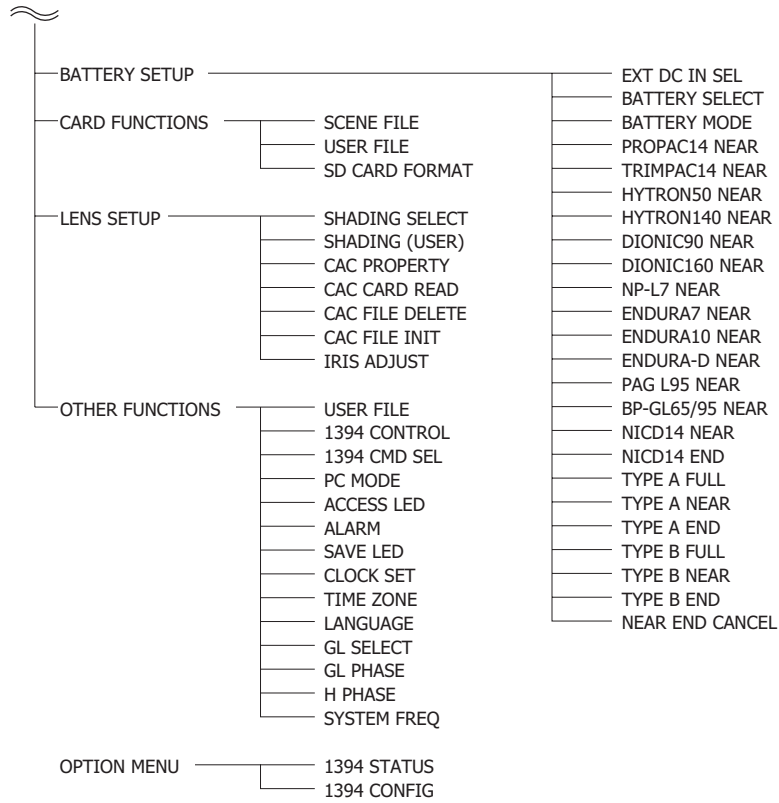 BATTERY SETUP
EXT DC IN SEL
BATTERY SELECT
BATTERY MODE
PROPAC14 NEAR
TRIMPAC14 NEAR
HYTRON50 NEAR
HYTRON140 NEAR
DIONIC90 NEAR
DIONIC160 NEAR
NP-L7 NEAR
ENDURA7 NEAR
ENDURA10 NEAR
ENDURA-D NEAR
PAG L95 NEAR
BP-GL65/95 NEAR
NICD14 NEAR
NICD14 END
TYPE A FULL
TYPE A NEAR
TYPE A END
TYPE B FULL
TYPE B NEAR
TYPE B END
NEAR END CANCEL
CARD FUNCTIONS
SCENE FILE
USER FILE
SD CARD FORMAT
LENS SETUP
SHADING SELECT
SHADING (USER)
CAC PROPERTY
CAC CARD READ
CAC FILE DELETE
CAC FILE INIT
IRIS ADJUST
OTHER FUNCTIONS
USER FILE
1394 CONTROL
1394 CMD SEL
PC MODE
ACCESS LED
ALARM
SAVE LED
CLOCK SET
TIME ZONE
LANGUAGE
GL SELECT
GL PHASE
H PHASE
SYSTEM FREQ
OPTION MENU
1394 STATUS
1394 CONFIG